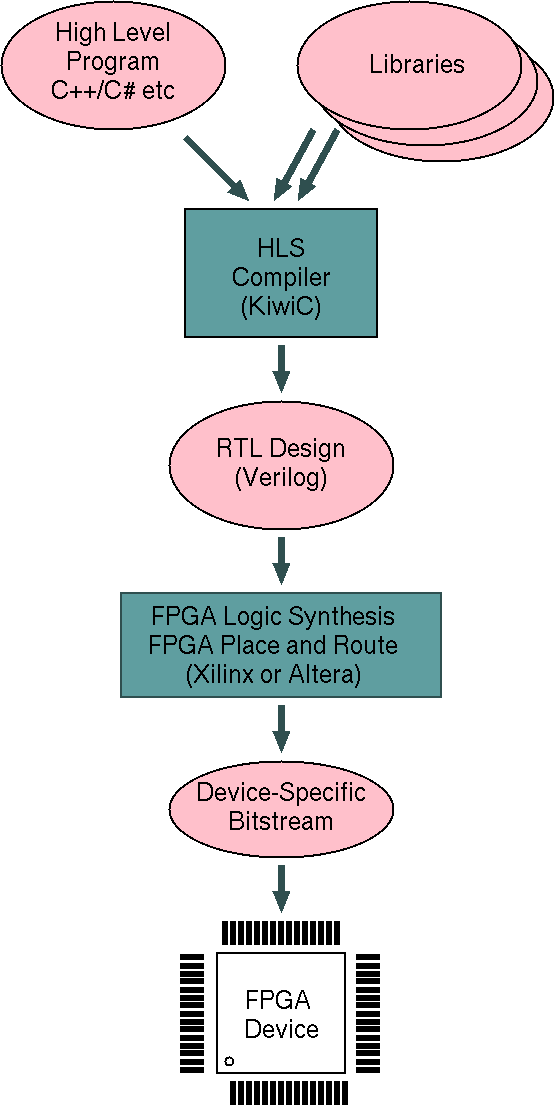 High Level
Program
C++/C# etc
Libraries
HLS
Compiler
(KiwiC)
RTL Design
(Verilog)
FPGA Logic Synthesis
FPGA Place and Route
(Xilinx or Altera)
Device-Specific
Bitstream
FPGA
Device